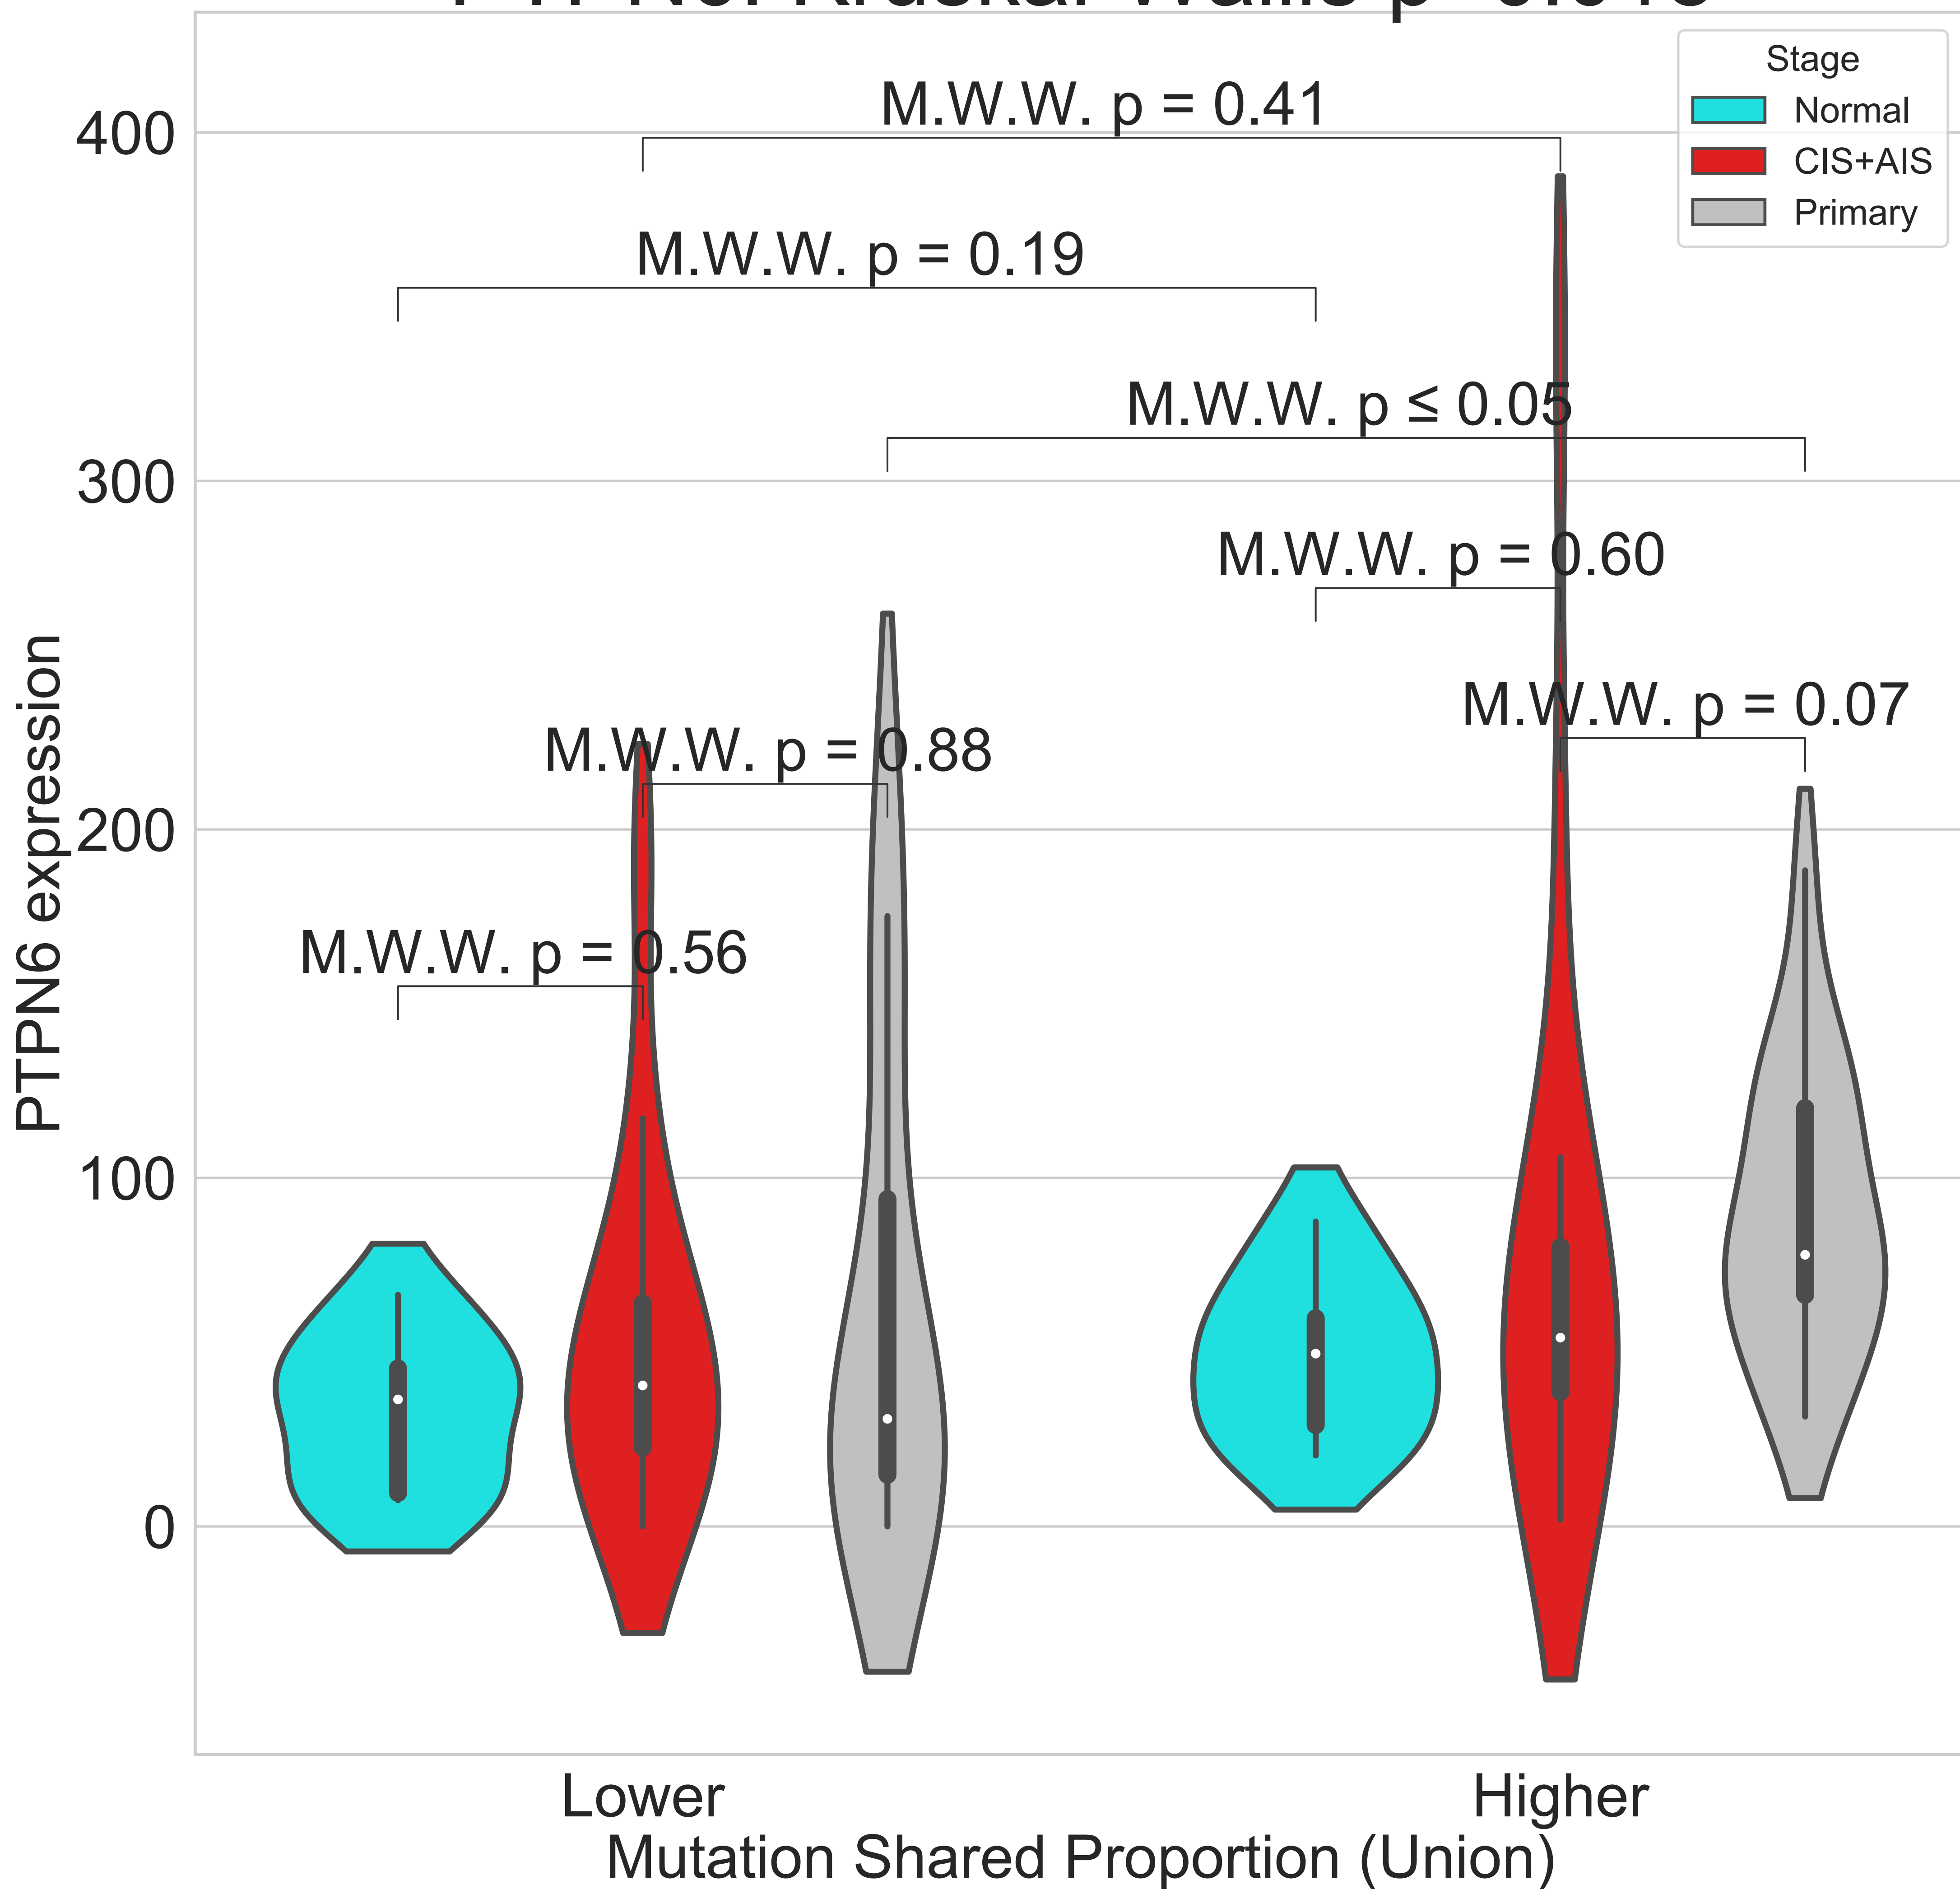 Stage
Normal
CIS+AIS
Primary
M.W.W. p = 0.41
M.W.W. p = 0.19
M.W.W. p ≤ 0.05
M.W.W. p = 0.60
M.W.W. p = 0.07
M.W.W. p = 0.88
M.W.W. p = 0.56
400
300
200
100
0
PTPN6 expression
Lower
Higher
Mutation Shared Proportion (Union)